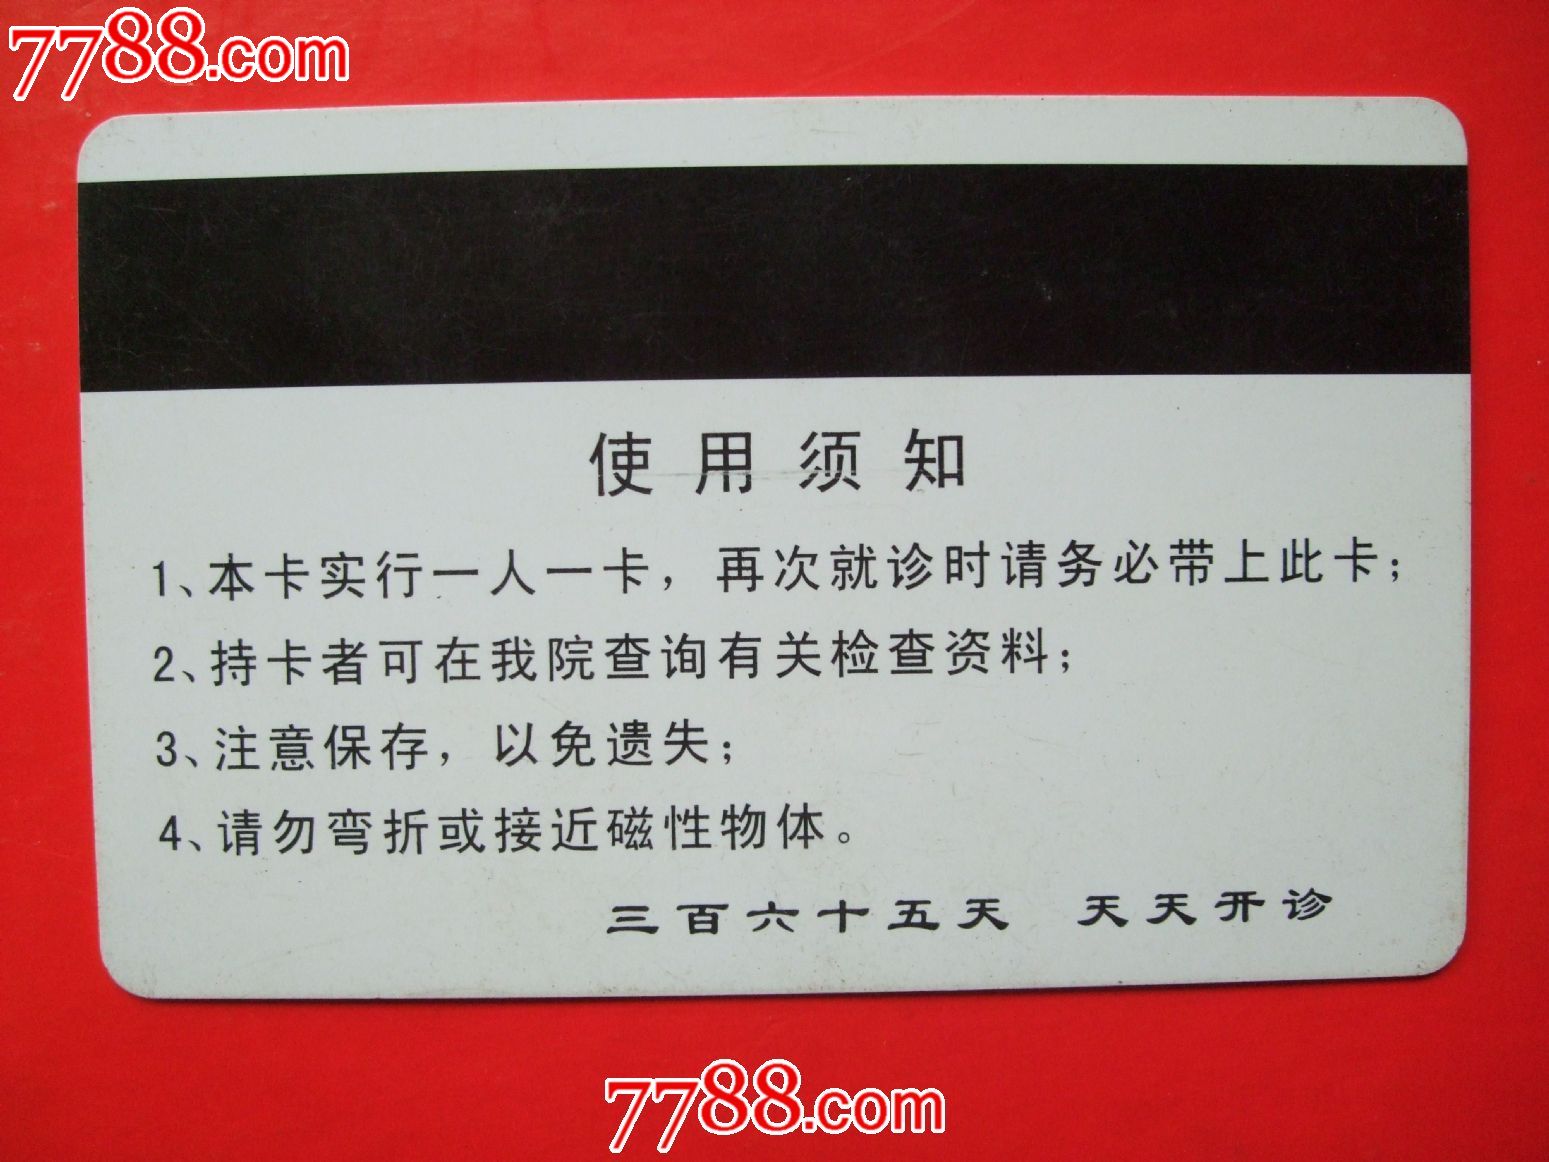 7788.com
使用须知
1、本卡实行一人一卡，再次就诊时请务必带上此卡；
2、持卡者可在我院查询有关检查资料；
3、注意保存，以免遗失；
4、请勿弯折或接近磁性物体。
三百六十五天 天天开诊
7788.com